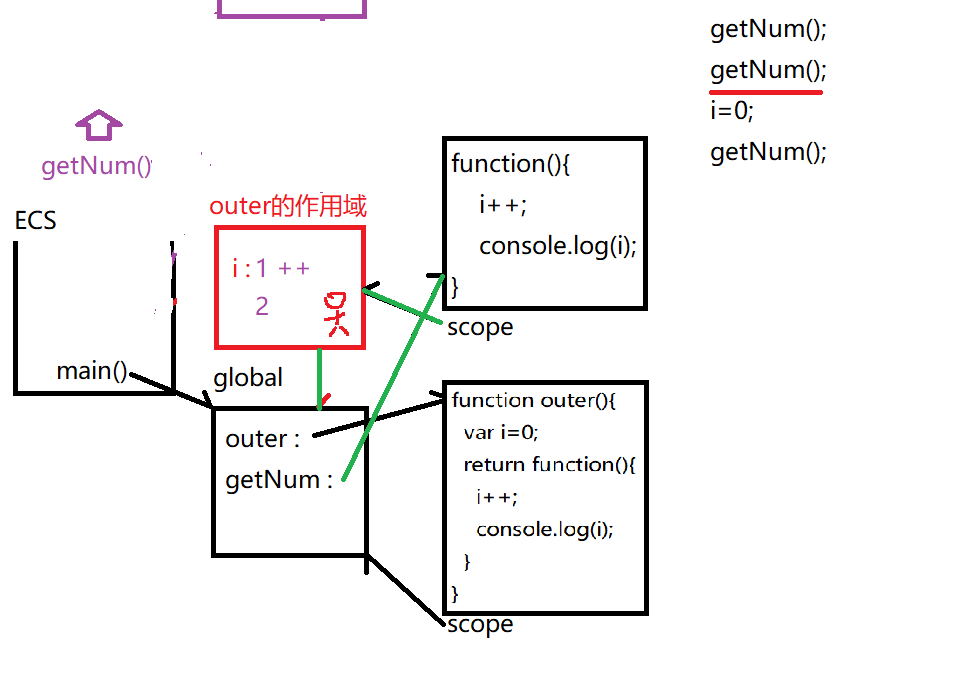 getNum();
getNum();
i=0;
getNum();
getNum()
ECS
main()
outer的作用域
i : 1 ++
2
global
outer :
getNum :
function(){
i++;
console.log(i);
}
scope
function outer(){
var i=0;
return function(){
i++;
console.log(i);
}
}
scope